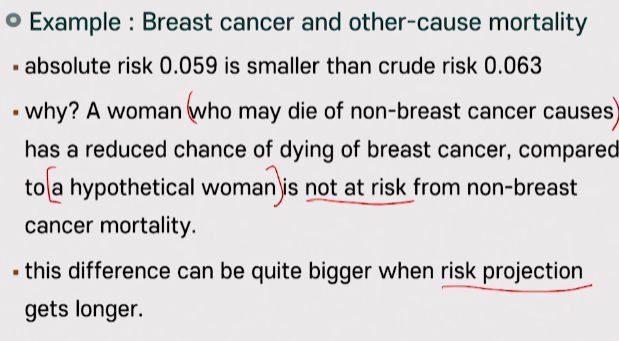 Example : Breast cancer and other-cause mortality
▪ absolute risk 0.059 is smaller than crude risk 0.063
▪ why? A woman (who may die of non-breast cancer causes)
has a reduced chance of dying of breast cancer, compared
to (a hypothetical woman) is not at risk from non-breast
cancer mortality.
▪ this difference can be quite bigger when risk projection
gets longer.